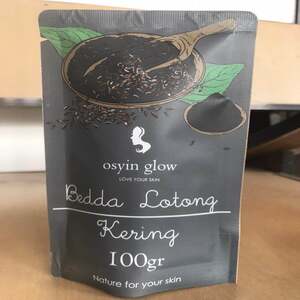 osyin glow
LOVE YOUR SKIN
Bedda Lotong
Kering
100gr
Nature for your skin